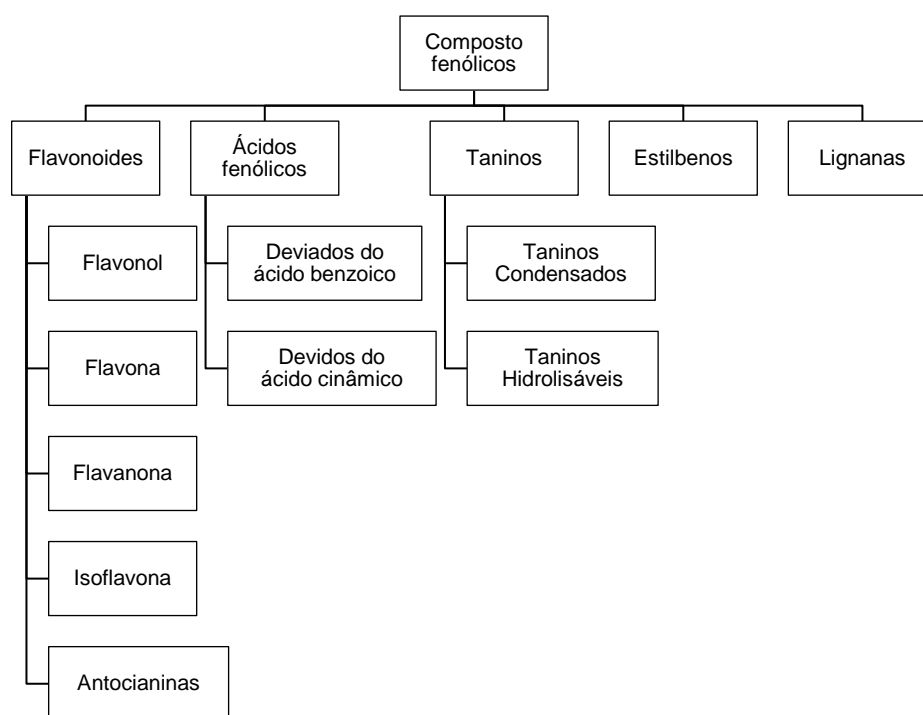 Composto
fenólicos
Flavonoides
Ácidos
fenólicos
Taninos
Estilbenos
Lignanas
Flavonol
Deviados do
ácido benzoico
Taninos
Condensados
Flavona
Devidos do
ácido cinâmico
Taninos
Hidrolisáveis
Flavanona
Isoflavona
Antocianinas